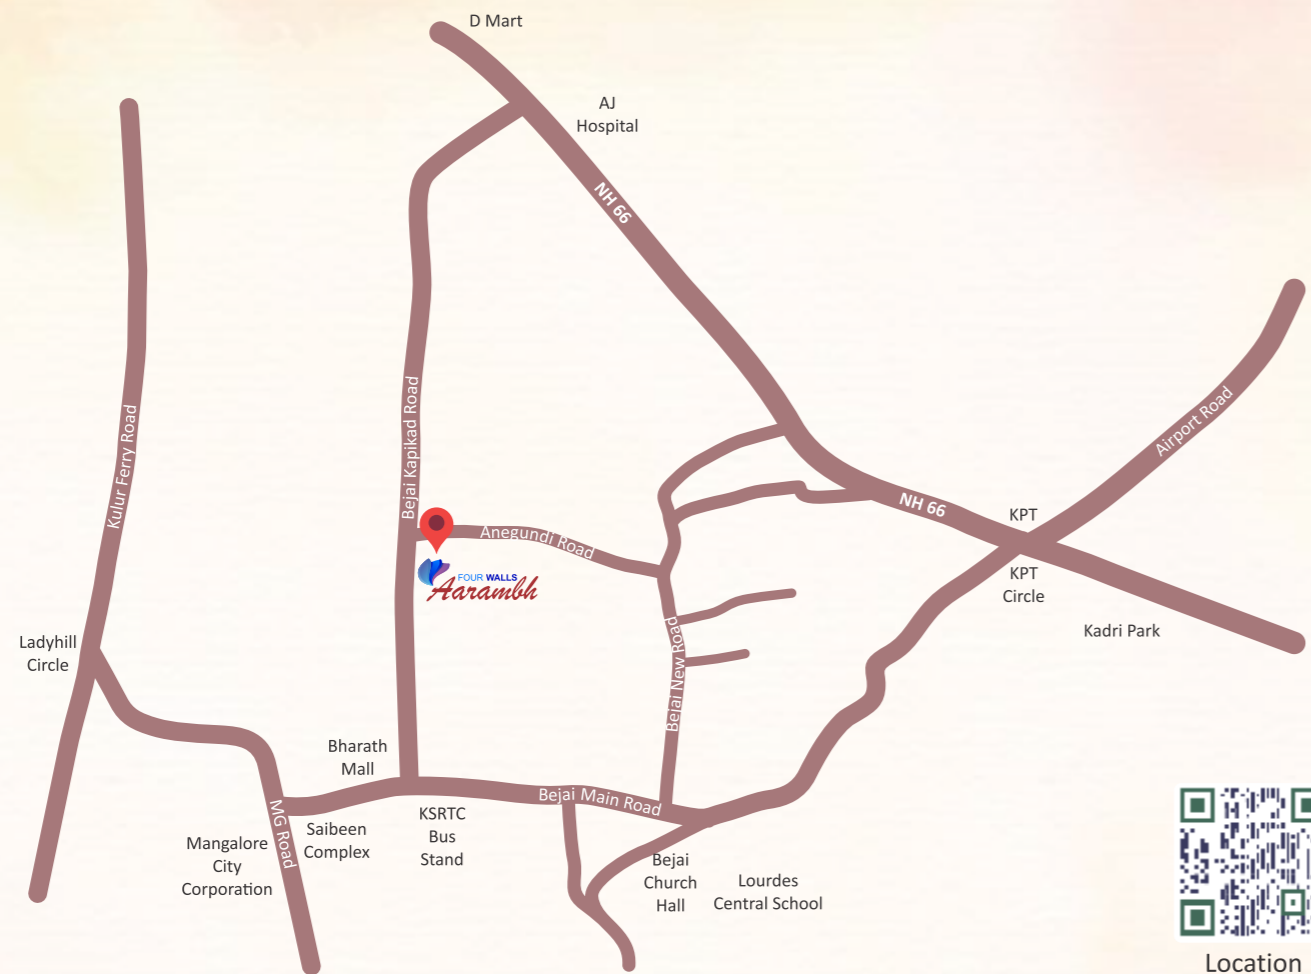 D Mart
AJ
Hospital
NH 66
Bejai Kapikad Road
Kulur Ferry Road
Airport Road
NH 66
KPT
Anegundi Road
FOUR WALLS
Aarambh
KPT
Circle
Kadri Park
Ladyhill
Circle
Bejai New Road
Bharath
Mall
Bejai Main Road
MG Road
KSRTC
Bus
Stand
Saibeen
Complex
Mangalore
City
Corporation
Bejai
Church
Hall
Lourdes
Central School
Location